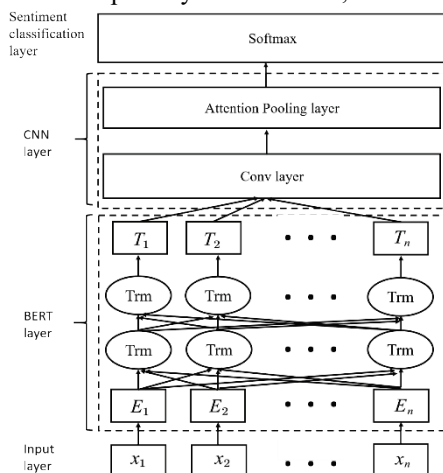 Sentiment
classification
layer
Softmax
CNN
layer
Attention Pooling layer
Conv layer
BERT
layer
T₁ T₂ • • • Tₙ
Trm Trm • • • Trm
Trm Trm • • • Trm
E₁ E₂ • • • Eₙ
Input
layer
x₁ x₂ • • • xₙ